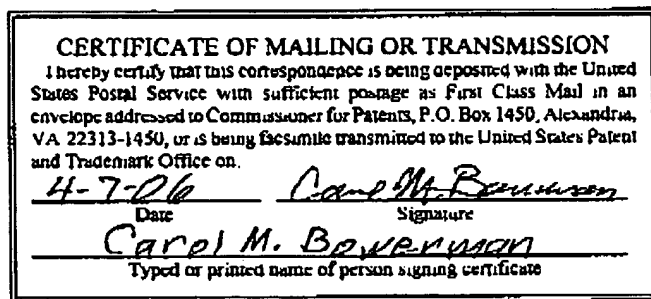 CERTIFICATE OF MAILING OR TRANSMISSION
I hereby certify that this correspondence is being deposited with the United
States Postal Service with sufficient postage as First Class Mail in an
envelope addressed to Commissioner for Patents, P.O. Box 1450, Alexandria,
VA 22313-1450, or is being facsimile transmitted to the United States Patent
and Trademark Office on.
4-7-06 Carol M. Bowerman
Date Signature
Carol M. Bowerman
Typed or printed name of person signing certificate